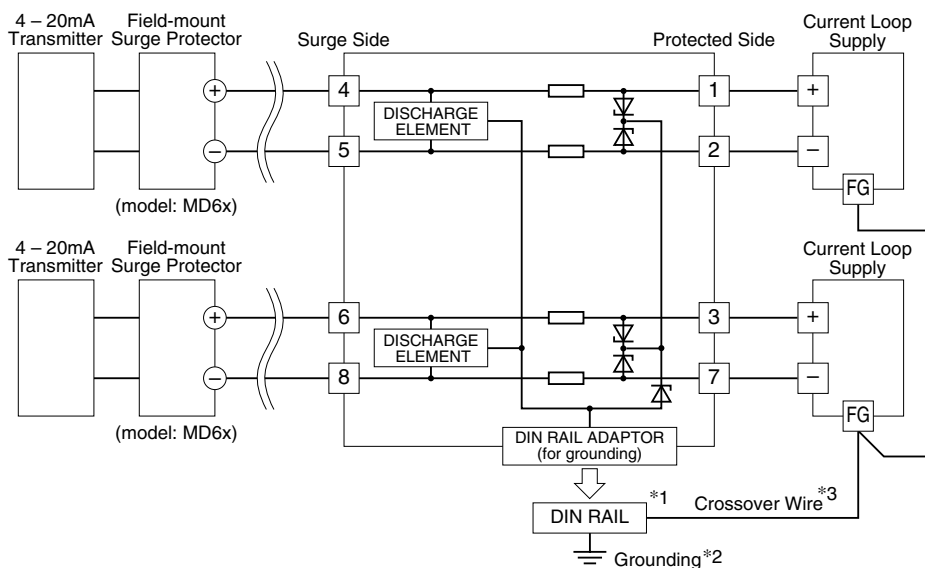 4 – 20mA
Transmitter
Field-mount
Surge Protector
Surge Side
Protected Side
Current Loop
Supply
+
4
1
+
DISCHARGE
ELEMENT
–
5
2
–
FG
(model: MD6x)
4 – 20mA
Transmitter
Field-mount
Surge Protector
Current Loop
Supply
+
6
3
+
DISCHARGE
ELEMENT
–
8
7
–
FG
(model: MD6x)
DIN RAIL ADAPTOR
(for grounding)
*1
Crossover Wire*3
DIN RAIL
Grounding*2